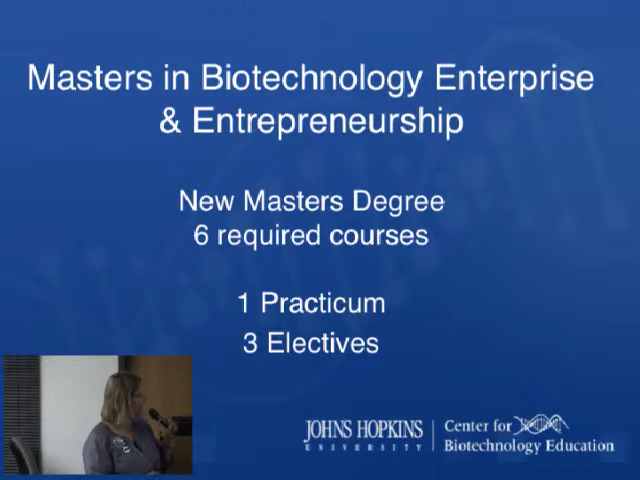 Masters in Biotechnology Enterprise
& Entrepreneurship
New Masters Degree
6 required courses
1 Practicum
3 Electives
JOHNS HOPKINS
UNIVERSITY
Center for
Biotechnology Education